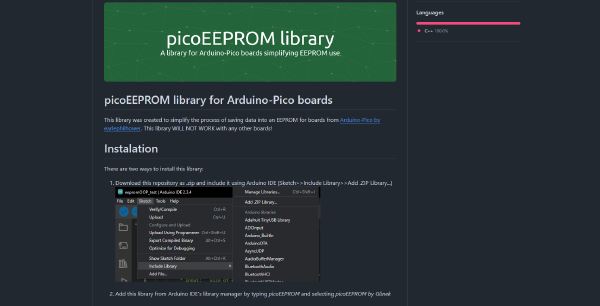 picoEEPROM library
A library for Arduino-Pico boards simplifying EEPROM use.
Languages
C++ 100.0%
picoEEPROM library for Arduino-Pico boards
This library was created to simplify the process of saving data into an EEPROM for boards from Arduino-Pico by
earlephilhower. This library WILL NOT WORK with any other boards!
Instalation
There are two ways to install this library:
1. Download this repository as .zip and include it using Arduino IDE (Sketch>>Include Library>>Add .ZIP Library...)
eepromOOP_test | Arduino IDE 2.3.4
File Edit Sketch Tools Help
Verify/Compile Ctrl+R
Upload Ctrl+U
Configure and Upload
Upload Using Programmer Ctrl+Shift+U
Export Compiled Binary Alt+Ctrl+S
Optimize for Debugging
Show Sketch Folder Alt+Ctrl+K
Include Library
Add File...
Manage Libraries... Ctrl+Shift+I
Add .ZIP Library...
Arduino libraries
Adafruit TinyUSB Library
ADCInput
Arduino_BuiltIn
ArduinoOTA
AsyncUDP
AudioBufferManager
BluetoothAudio
BluetoothHCI
2. Add this library from Arduino IDE's library manager by typing picoEEPROM and selecting picoEEPROM by